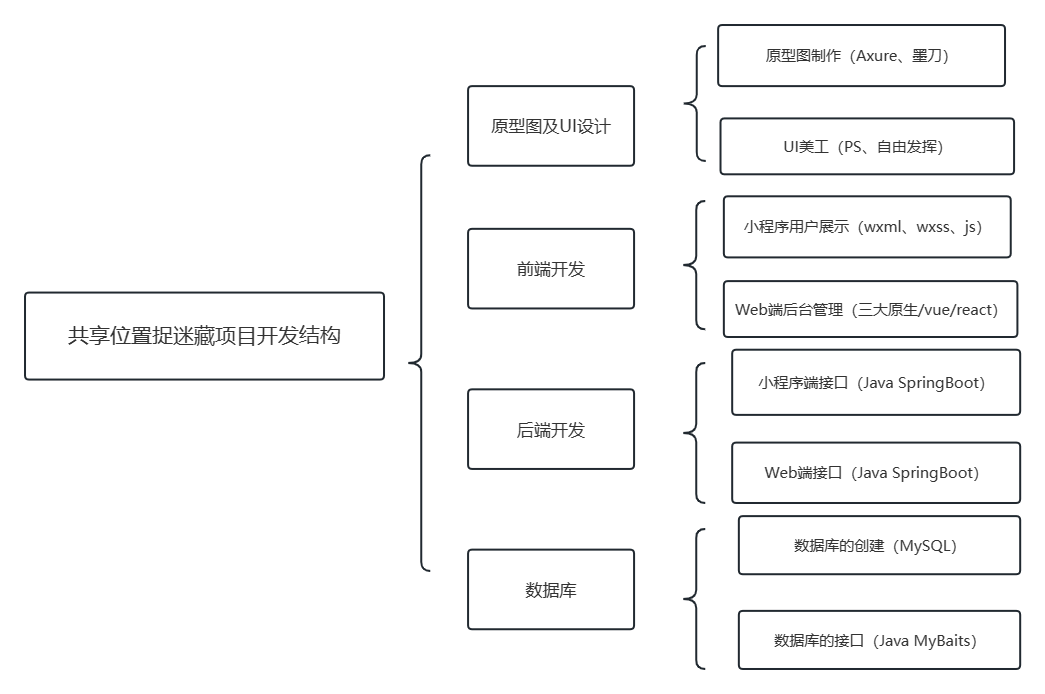 共享位置捉迷藏项目开发结构
原型图及UI设计
原型图制作（Axure、墨刀）
UI美工（PS、自由发挥）
前端开发
小程序用户展示（wxml、wxss、js）
Web端后台管理（三大原生/vue/react）
后端开发
小程序端接口（Java SpringBoot）
Web端接口（Java SpringBoot）
数据库
数据库的创建（MySQL）
数据库的接口（Java MyBaits）